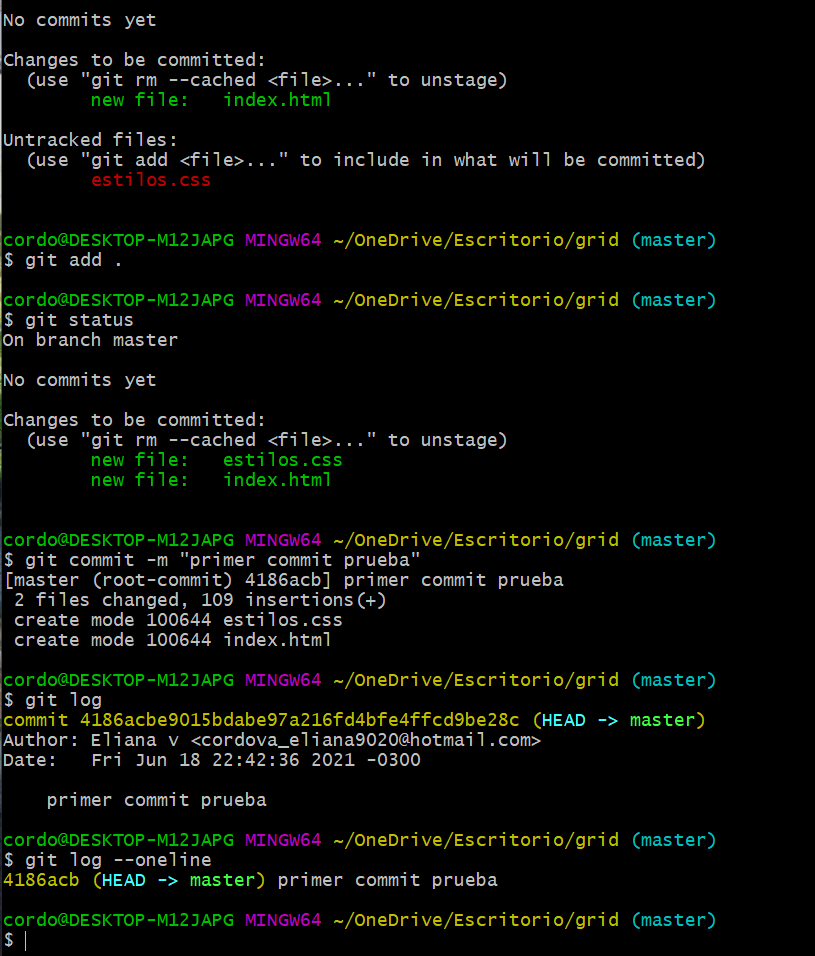 No commits yet
Changes to be committed:
  (use "git rm --cached <file>..." to unstage)
        new file:   index.html
Untracked files:
  (use "git add <file>..." to include in what will be committed)
        estilos.css
cordo@DESKTOP-M12JAPG MINGW64 ~/OneDrive/Escritorio/grid (master)
$ git add .
cordo@DESKTOP-M12JAPG MINGW64 ~/OneDrive/Escritorio/grid (master)
$ git status
On branch master
No commits yet
Changes to be committed:
  (use "git rm --cached <file>..." to unstage)
        new file:   estilos.css
        new file:   index.html
cordo@DESKTOP-M12JAPG MINGW64 ~/OneDrive/Escritorio/grid (master)
$ git commit -m "primer commit prueba"
[master (root-commit) 4186acb] primer commit prueba
 2 files changed, 109 insertions(+)
 create mode 100644 estilos.css
 create mode 100644 index.html
cordo@DESKTOP-M12JAPG MINGW64 ~/OneDrive/Escritorio/grid (master)
$ git log
commit 4186acbe9015bdabe97a216fd4bfe4ffcd9be28c (HEAD -> master)
Author: Eliana v <cordova_eliana9020@hotmail.com>
Date:   Fri Jun 18 22:42:36 2021 -0300
    primer commit prueba
cordo@DESKTOP-M12JAPG MINGW64 ~/OneDrive/Escritorio/grid (master)
$ git log --oneline
4186acb (HEAD -> master) primer commit prueba
cordo@DESKTOP-M12JAPG MINGW64 ~/OneDrive/Escritorio/grid (master)
$